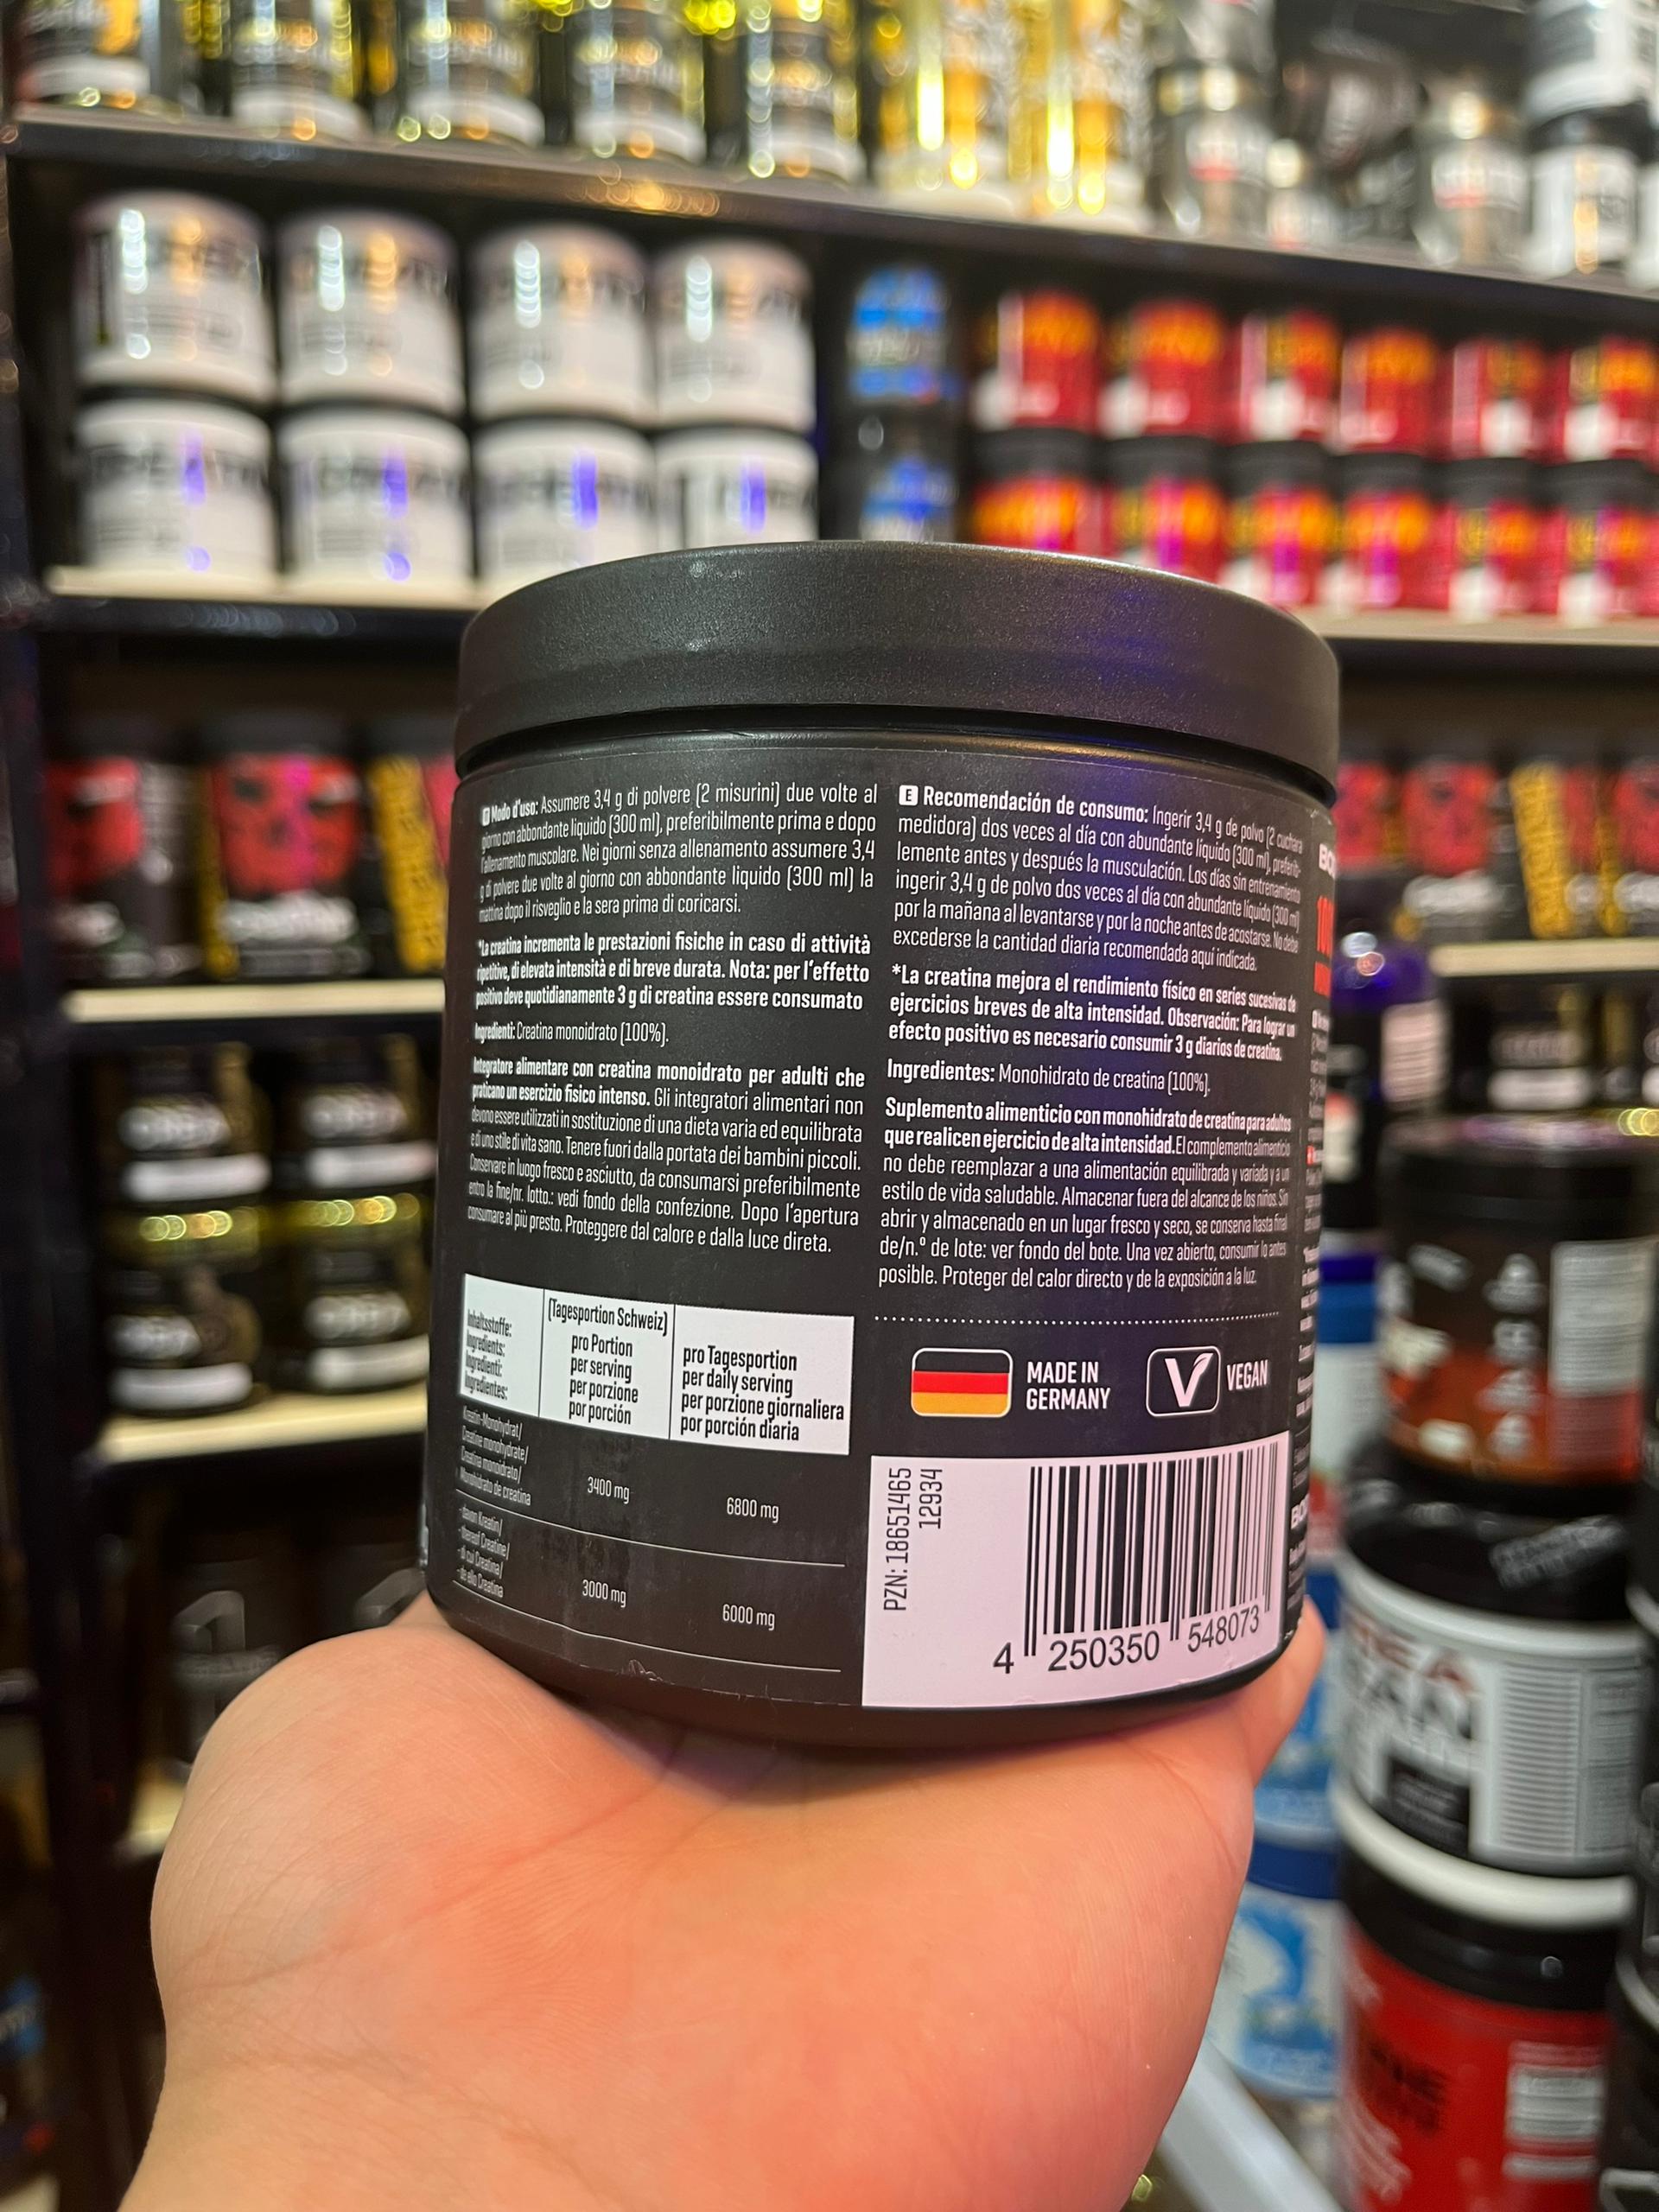 I Modo d'uso: Assumere 3,4 g di polvere (2 misurini) due volte al
giorno con abbondante liquido (300 ml), preferibilmente prima e dopo
l'allenamento muscolare. Nei giorni senza allenamento assumere 3,4
g di polvere due volte al giorno con abbondante liquido (300 ml) la
mattina dopo il risveglio e la sera prima di coricarsi.
*La creatina incrementa le prestazioni fisiche in caso di attività
ripetitive, di elevata intensità e di breve durata. Nota: per l'effetto
positivo deve quotidianamente 3 g di creatina essere consumato
Ingredienti: Creatina monoidrato (100%).
Integratore alimentare con creatina monoidrato per adulti che
praticano un esercizio fisico intenso. Gli integratori alimentari non
devono essere utilizzati in sostituzione di una dieta varia ed equilibrata
e di uno stile di vita sano. Tenere fuori dalla portata dei bambini piccoli.
Conservare in luogo fresco e asciutto, da consumarsi preferibilmente
entro la fine/nr. lotto.: vedi fondo della confezione. Dopo l'apertura
consumare al più presto. Proteggere dal calore e dalla luce direta.
E Recomendación de consumo: Ingerir 3,4 g de polvo (2 cuchara
medidora) dos veces al día con abundante líquido (300 ml), preferib-
lemente antes y después la musculación. Los días sin entrenamiento
ingerir 3,4 g de polvo dos veces al día con abundante líquido (300 ml)
por la mañana al levantarse y por la noche antes de acostarse. No debe
excederse la cantidad diaria recomendada aquí indicada.
*La creatina mejora el rendimiento físico en series sucesivas de
ejercicios breves de alta intensidad. Observación: Para lograr un
efecto positivo es necesario consumir 3 g diarios de creatina.
Ingredientes: Monohidrato de creatina (100%).
Suplemento alimenticio con monohidrato de creatina para adultos
que realicen ejercicio de alta intensidad. El complemento alimenticio
no debe reemplazar a una alimentación equilibrada y variada y a un
estilo de vida saludable. Almacenar fuera del alcance de los niños. Sin
abrir y almacenado en un lugar fresco y seco, se conserva hasta final
de/n.º de lote: ver fondo del bote. Una vez abierto, consumir lo antes
posible. Proteger del calor directo y de la exposición a la luz.
Inhaltsstoffe:
Ingredients:
Ingredienti:
Ingredientes:
(Tagesportion Schweiz)
pro Portion
per serving
per porzione
por porción
pro Tagesportion
per daily serving
per porzione giornaliera
por porción diaria
Kreatin-Monohydrat/
Creatine monohydrate/
Creatina monoidrato/
Monohidrato de creatina
3400 mg
6800 mg
- davon Kreatin/
- thereof Creatine/
- di cui Creatina/
- de ello Creatina
3000 mg
6000 mg
MADE IN
GERMANY
V VEGAN
PZN: 18651465
12934
4 250350 548073